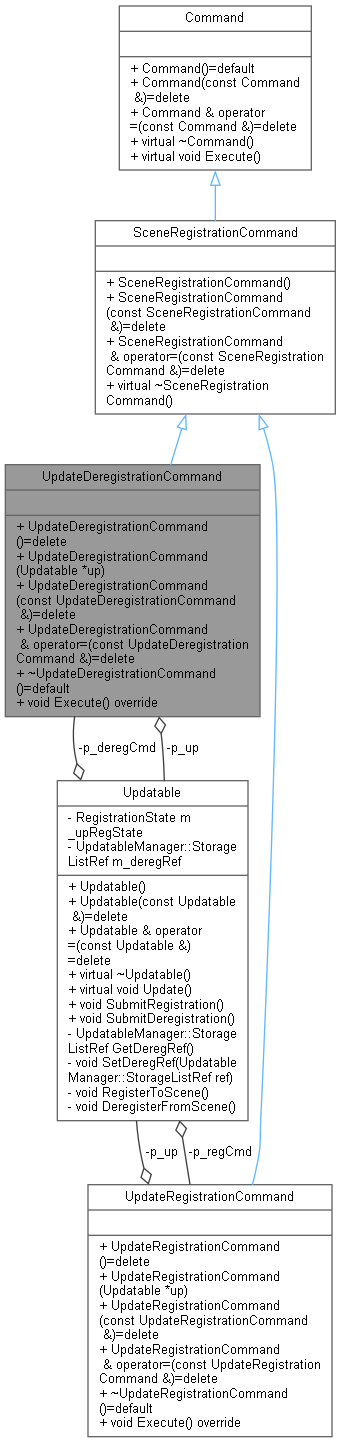 Command
+ Command()=default
+ Command(const Command
&)=delete
+ Command & operator
=(const Command &)=delete
+ virtual ~Command()
+ virtual void Execute()
SceneRegistrationCommand
+ SceneRegistrationCommand()
+ SceneRegistrationCommand
(const SceneRegistrationCommand
&)=delete
+ SceneRegistrationCommand
& operator=(const SceneRegistration
Command &)=delete
+ virtual ~SceneRegistration
Command()
UpdateDeregistrationCommand
+ UpdateDeregistrationCommand
()=delete
+ UpdateDeregistrationCommand
(Updatable *up)
+ UpdateDeregistrationCommand
(const UpdateDeregistrationCommand
&)=delete
+ UpdateDeregistrationCommand
& operator=(const UpdateDeregistration
Command &)=delete
+ ~UpdateDeregistrationCommand
()=default
+ void Execute() override
-p_deregCmd
-p_up
Updatable
- RegistrationState m
_upRegState
- UpdatableManager::Storage
ListRef m_deregRef
+ Updatable()
+ Updatable(const Updatable
&)=delete
+ Updatable & operator
=(const Updatable &)
=delete
+ virtual ~Updatable()
+ virtual void Update()
+ void SubmitRegistration()
+ void SubmitDeregistration()
- UpdatableManager::Storage
ListRef GetDeregRef()
- void SetDeregRef(Updatable
Manager::StorageListRef ref)
- void RegisterToScene()
- void DeregisterFromScene()
-p_up
-p_regCmd
UpdateRegistrationCommand
+ UpdateRegistrationCommand
()=delete
+ UpdateRegistrationCommand
(Updatable *up)
+ UpdateRegistrationCommand
(const UpdateRegistrationCommand
&)=delete
+ UpdateRegistrationCommand
& operator=(const UpdateRegistration
Command &)=delete
+ ~UpdateRegistrationCommand
()=default
+ void Execute() override